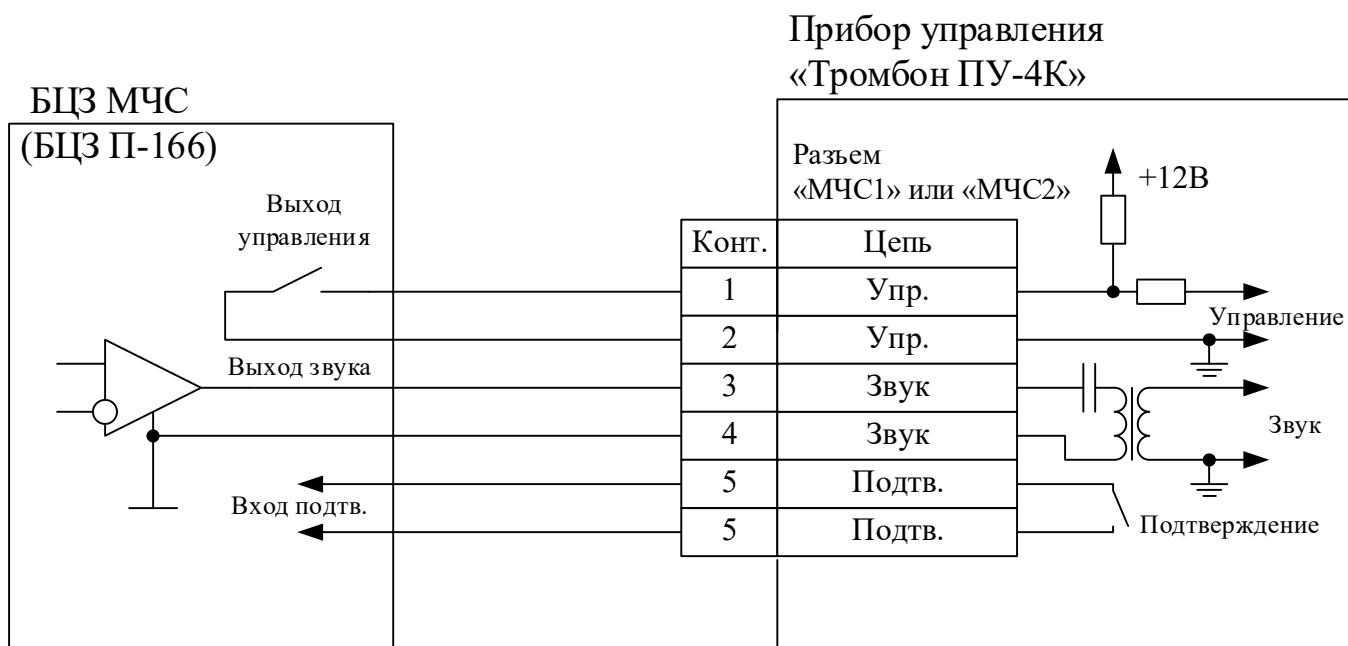 Прибор управления
«Тромбон ПУ-4К»
БЦЗ МЧС
(БЦЗ П-166)
Разъем
«МЧС1» или «МЧС2»
+12В
Выход
управления
Конт.
Цепь
1
Упр.
Управление
2
Упр.
Выход звука
3
Звук
Звук
4
Звук
5
Подтв.
Вход подтв.
Подтверждение
5
Подтв.